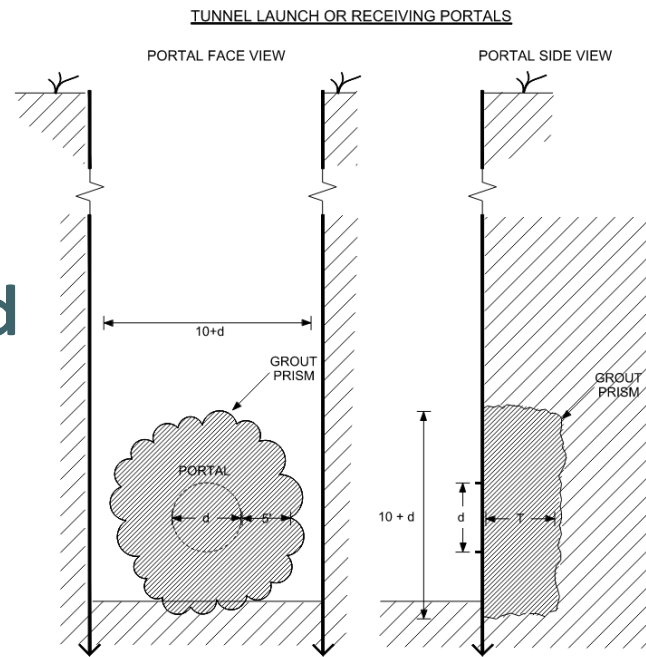 TUNNEL LAUNCH OR RECEIVING PORTALS
PORTAL FACE VIEW
PORTAL SIDE VIEW
d
10+d
GROUT
PRISM
GROUT
PRISM
PORTAL
d
5'
10 + d
d
T